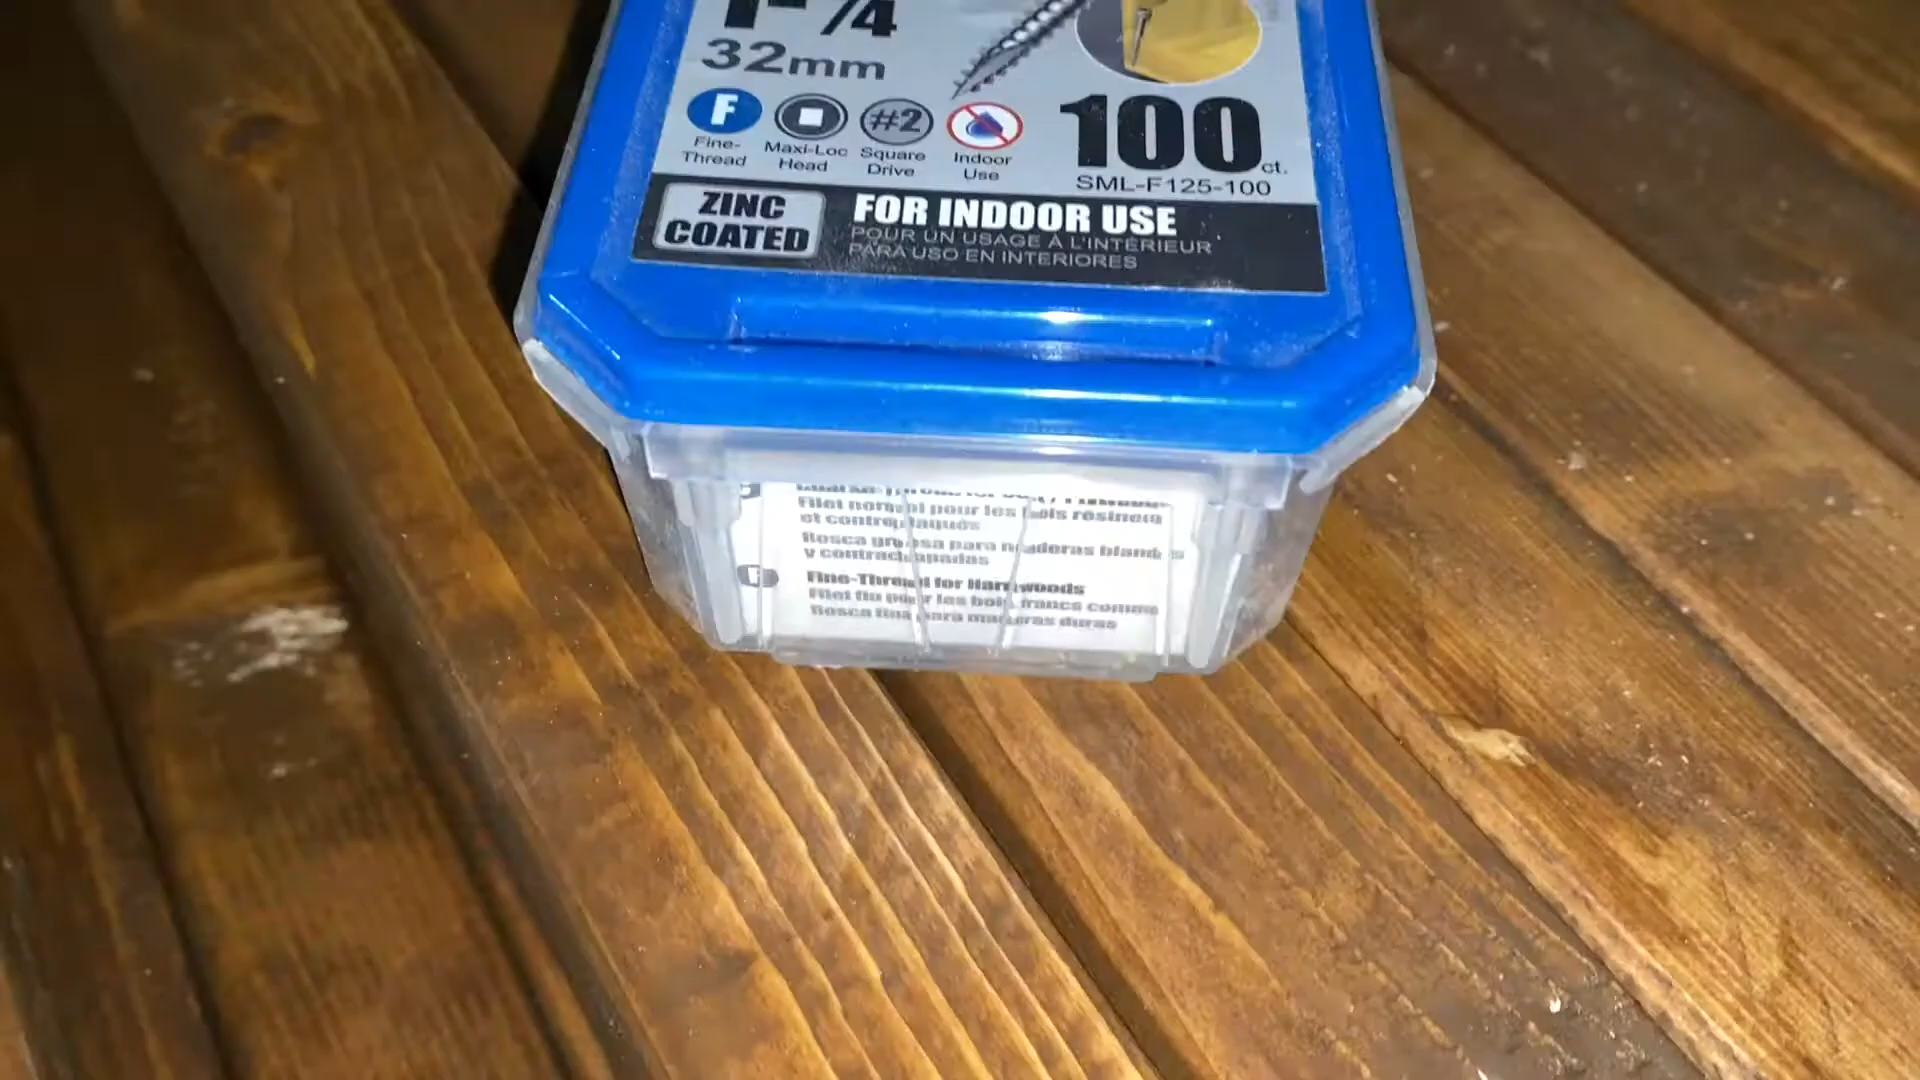 32mm
F
Fine-
Thread
Maxi-Loc
Head
#2
Square
Drive
Indoor
Use
100 ct.
SML-F125-100
ZINC
COATED
FOR INDOOR USE
POUR UN USAGE À L'INTÉRIEUR
PARA USO EN INTERIORES
Filet normal pour les bois résineux
et contreplaqués
Rosca gruesa para maderas blandas
y contrachapadas
F
Fine-Thread for Hardwoods
Filet fin pour les bois francs comme
Rosca fina para maderas duras